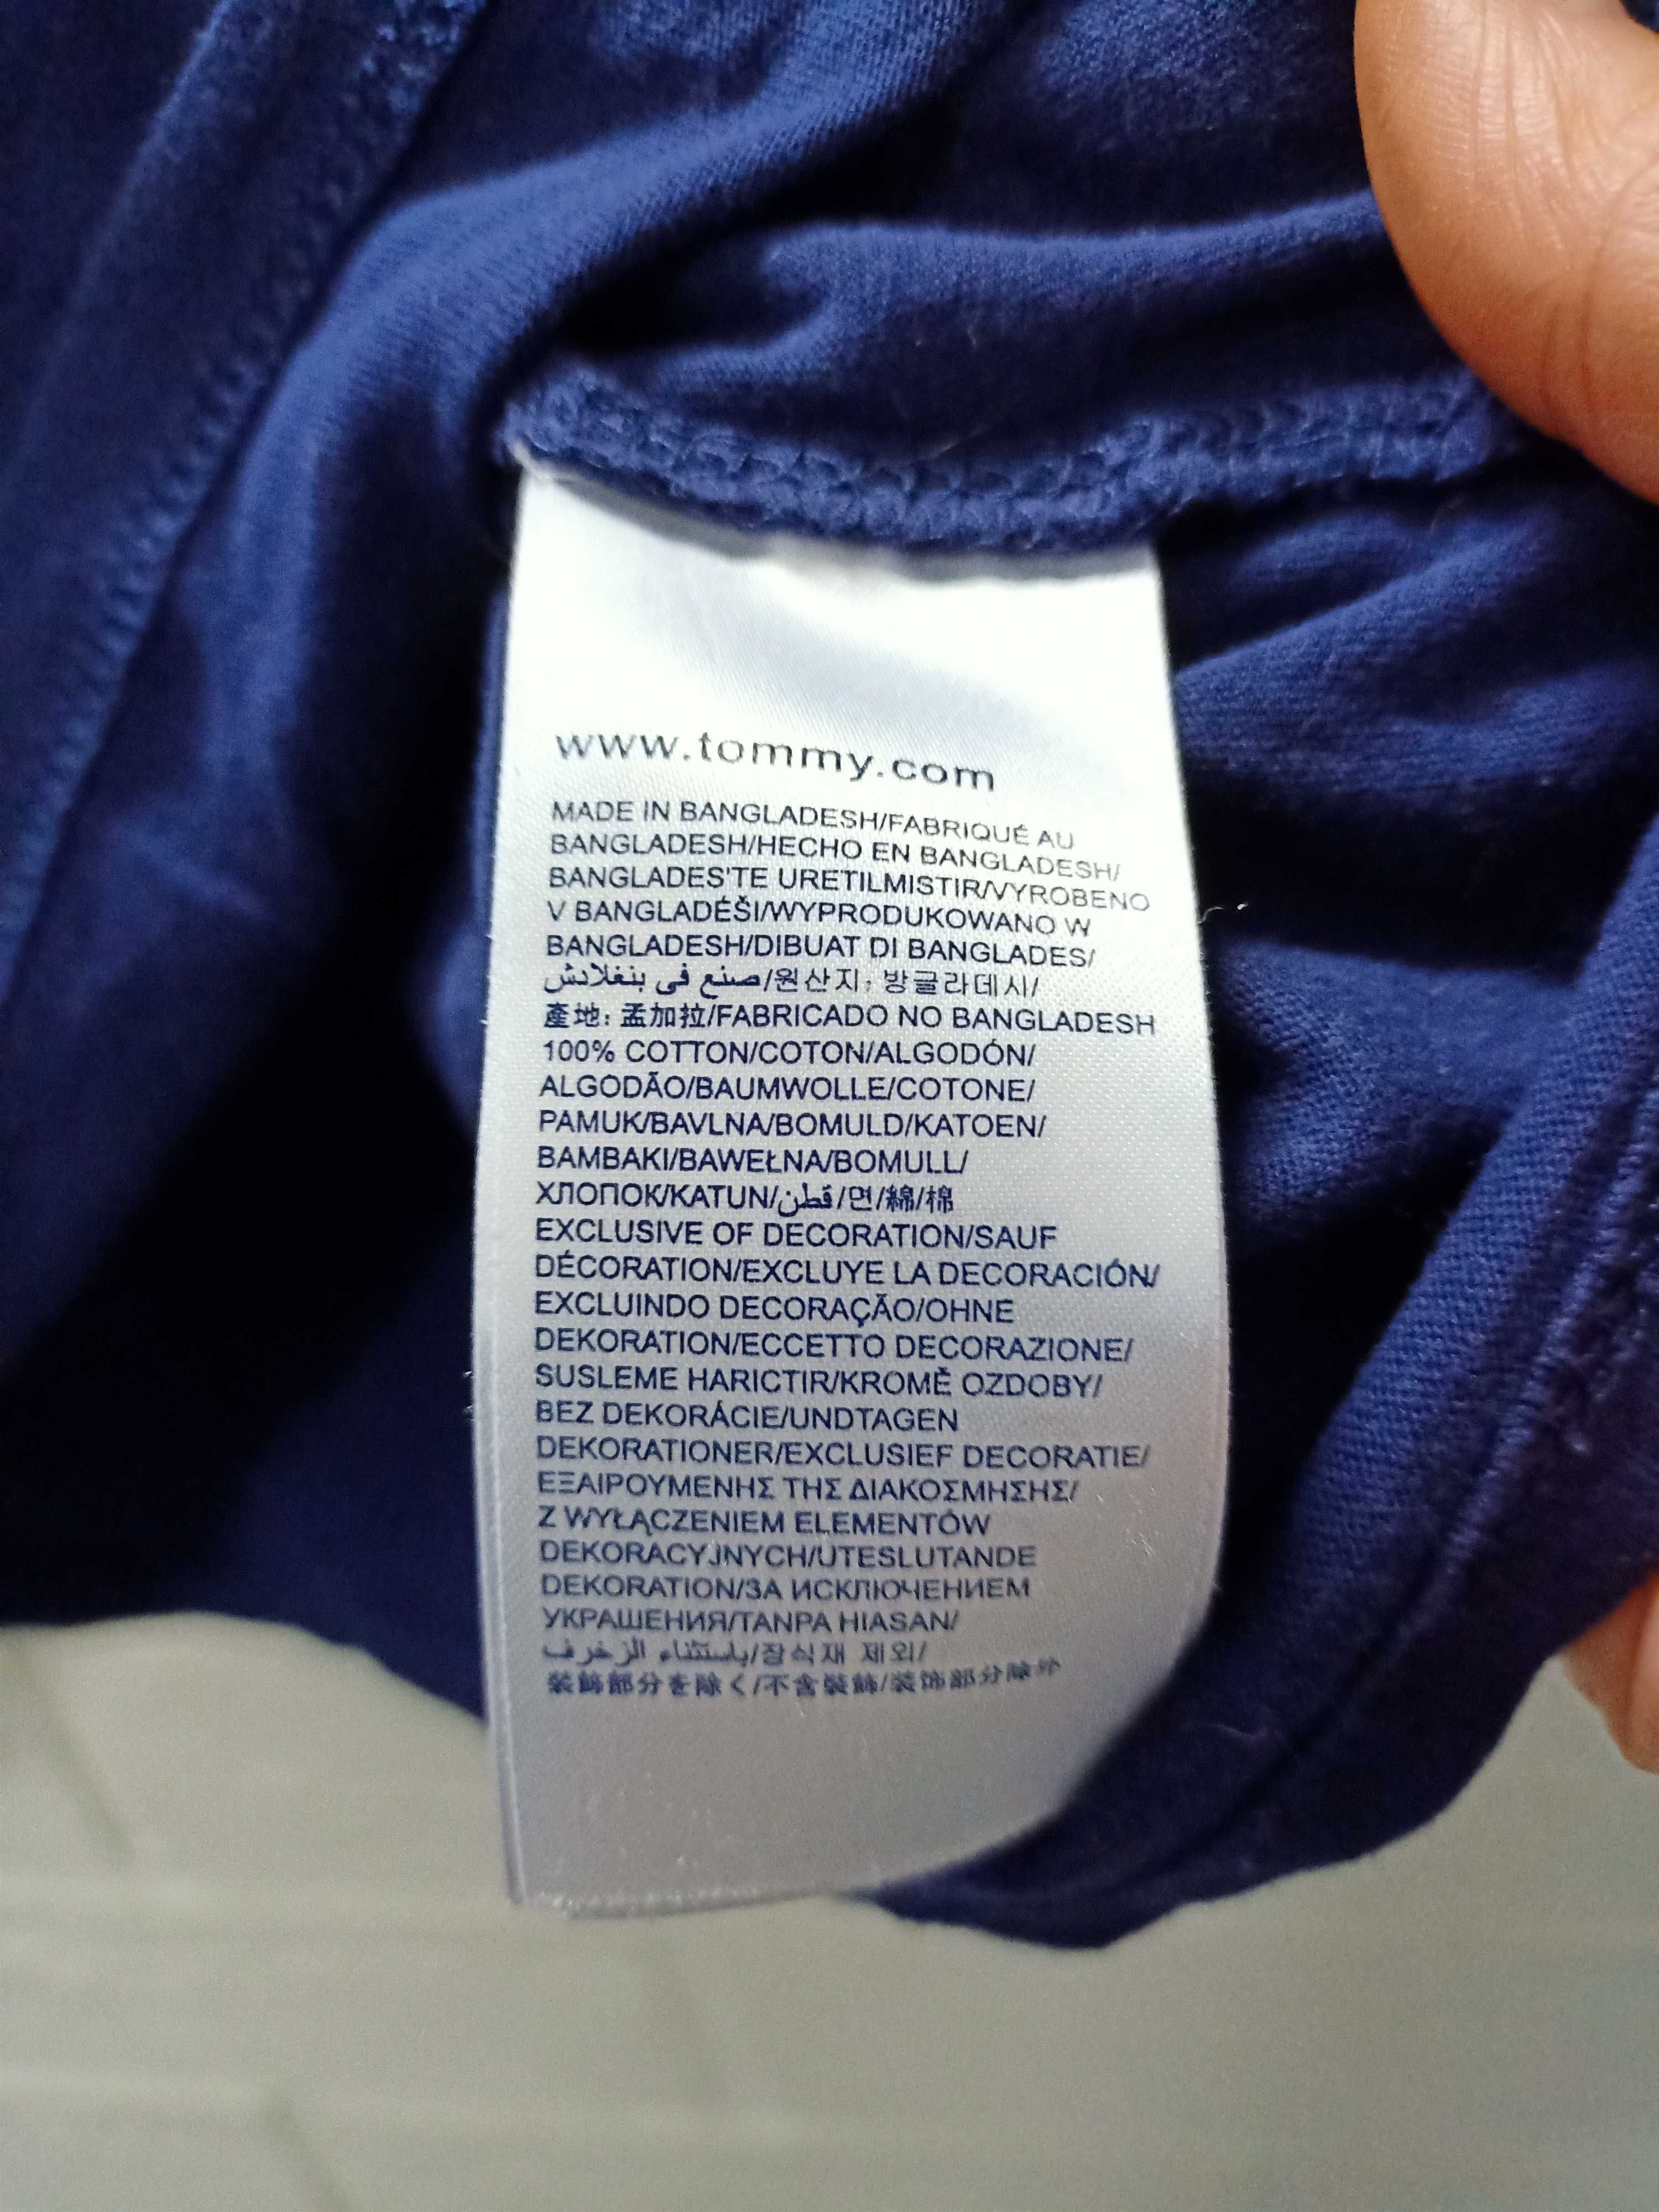 www.tommy.com
MADE IN BANGLADESH/FABRIQUÉ AU
BANGLADESH/HECHO EN BANGLADESH/
BANGLADES'TE URETILMISTIR/VYROBENO
V BANGLADÉŠI/WYPRODUKOWANO W
BANGLADESH/DIBUAT DI BANGLADES/
صنع في بنغلادش/원산지: 방글라데시/
產地: 孟加拉/FABRICADO NO BANGLADESH
100% COTTON/COTON/ALGODÓN/
ALGODÃO/BAUMWOLLE/COTONE/
PAMUK/BAVLNA/BOMULD/KATOEN/
BAMBAKI/BAWEŁNA/BOMULL/
ХЛОПОК/KATUN/قطن/면/綿/棉
EXCLUSIVE OF DECORATION/SAUF
DÉCORATION/EXCLUYE LA DECORACIÓN/
EXCLUINDO DECORAÇÃO/OHNE
DEKORATION/ECCETTO DECORAZIONE/
SUSLEME HARICTIR/KROMĚ OZDOBY/
BEZ DEKORÁCIE/UNDTAGEN
DEKORATIONER/EXCLUSIEF DECORATIE/
ΕΞΑΙΡΟΥΜΕΝΗΣ ΤΗΣ ΔΙΑΚΟΣΜΗΣΗΣ/
Z WYŁĄCZENIEM ELEMENTÓW
DEKORACYJNYCH/UTESLUTANDE
DEKORATION/ЗА ИСКЛЮЧЕНИЕМ
УКРАШЕНИЯ/TANPA HIASAN/
باستثناء الزخرف/장식재 제외/
装飾部分を除く/不含裝飾/装饰部分除外